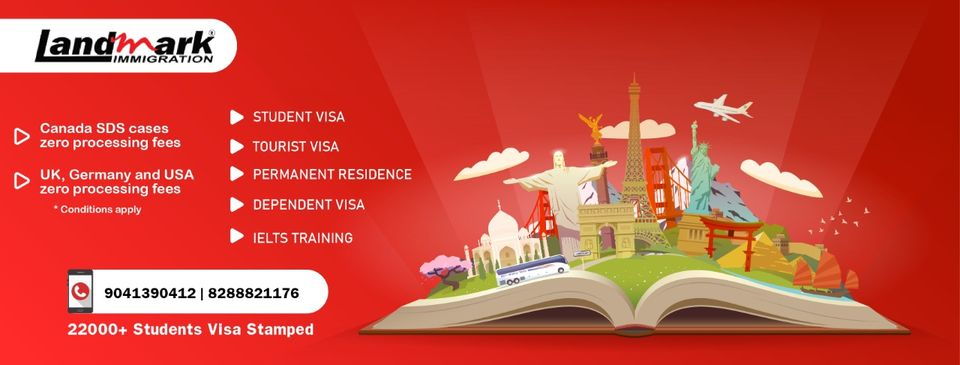 Landmark®
IMMIGRATION
Canada SDS cases
zero processing fees
UK, Germany and USA
zero processing fees
* Conditions apply
STUDENT VISA
TOURIST VISA
PERMANENT RESIDENCE
DEPENDENT VISA
IELTS TRAINING
9041390412 | 8288821176
22000+ Students Visa Stamped